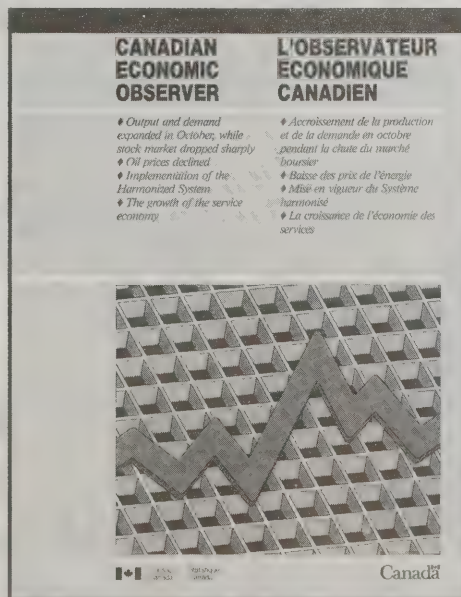 CANADIAN
ECONOMIC
OBSERVER
♦ Output and demand
expanded in October, while
stock market dropped sharply
♦ Oil prices declined
♦ Implementation of the
Harmonized System
♦ The growth of the service
economy
L'OBSERVATEUR
ÉCONOMIQUE
CANADIEN
♦ Accroissement de la production
et de la demande en octobre
pendant la chute du marché
boursier
♦ Baisse des prix de l'énergie
♦ Mise en vigueur du Système
harmonisé
♦ La croissance de l'économie des
services
Canada